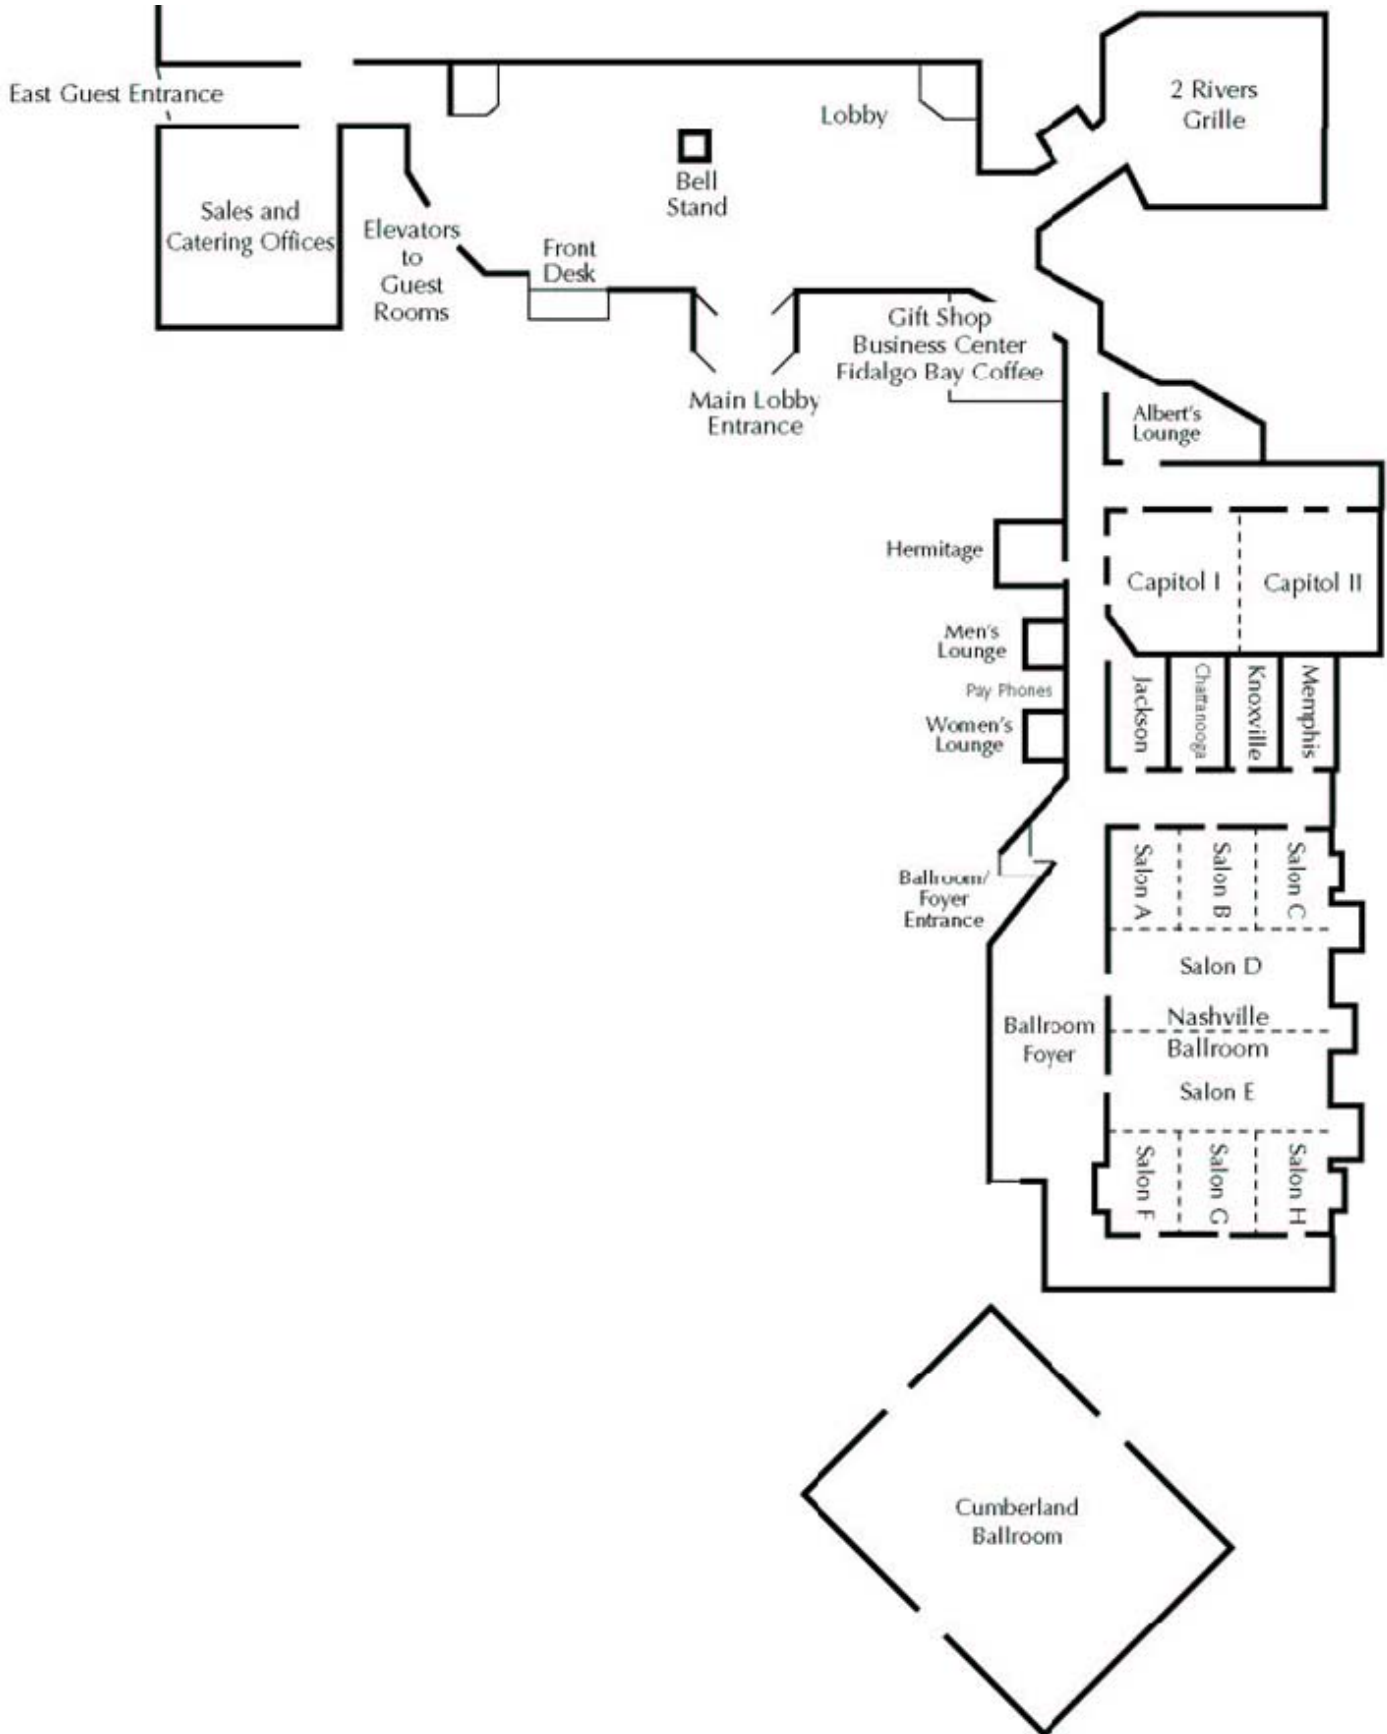 East Guest Entrance
Lobby
2 Rivers
Grille
Bell
Stand
Sales and
Catering Offices
Elevators
to
Guest
Rooms
Front
Desk
Gift Shop
Business Center
Fidalgo Bay Coffee
Main Lobby
Entrance
Albert's
Lounge
Hermitage
Capitol I
Capitol II
Men's
Lounge
Pay Phones
Women's
Lounge
Jackson
Chattanooga
Knoxville
Memphis
Ballroom/
Foyer
Entrance
Salon A
Salon B
Salon C
Salon D
Nashville
Ballroom
Salon E
Ballroom
Foyer
Salon F
Salon G
Salon H
Cumberland
Ballroom